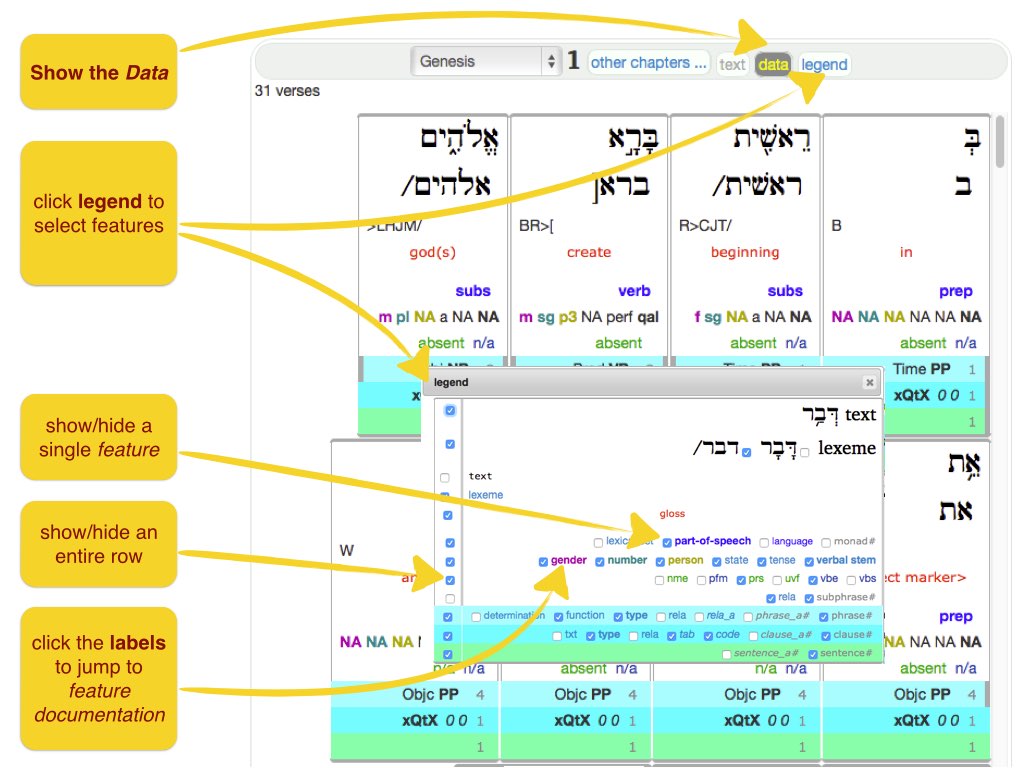 Show the Data
click legend to
select features
show/hide a
single feature
show/hide an
entire row
click the labels
to jump to
feature
documentation
Genesis 1 other chapters ... text data legend
31 verses
בְּ רֵאשִׁ֖ית בָּרָ֣א אֱלֹהִ֑ים
ב ראשית/ ברא[ אלהים/
>LHJM/ BR>[ R>CJT/ B
god(s) create beginning in
subs verb subs prep
m pl NA a NA NA m sg p3 NA perf qal f sg NA a NA NA NA NA NA NA NA NA
absent n/a absent absent n/a absent n/a
Time PP 1
xQtX 0 0 1
1
legend
דְּבַ֥ר text
דבר/ דָּבָר lexeme
text
lexeme
gloss
part-of-speech language monad#
gender number person state tense verbal stem
nme pfm prs uvf vbe vbs
rela subphrase#
determination function type rela rela_a phrase_a# phrase#
txt type rela tab code clause_a# clause#
sentence_a# sentence#
אֵ֥ת
את
W
ct marker>
prep
NA NA NA NA NA NA NA
n/a n/a absent n/a n/a n/a absent n/a
Objc PP 4 Objc PP 4 Objc PP 4 Objc PP 4
xQtX 0 0 1 xQtX 0 0 1 xQtX 0 0 1 xQtX 0 0 1
1 1 1 1